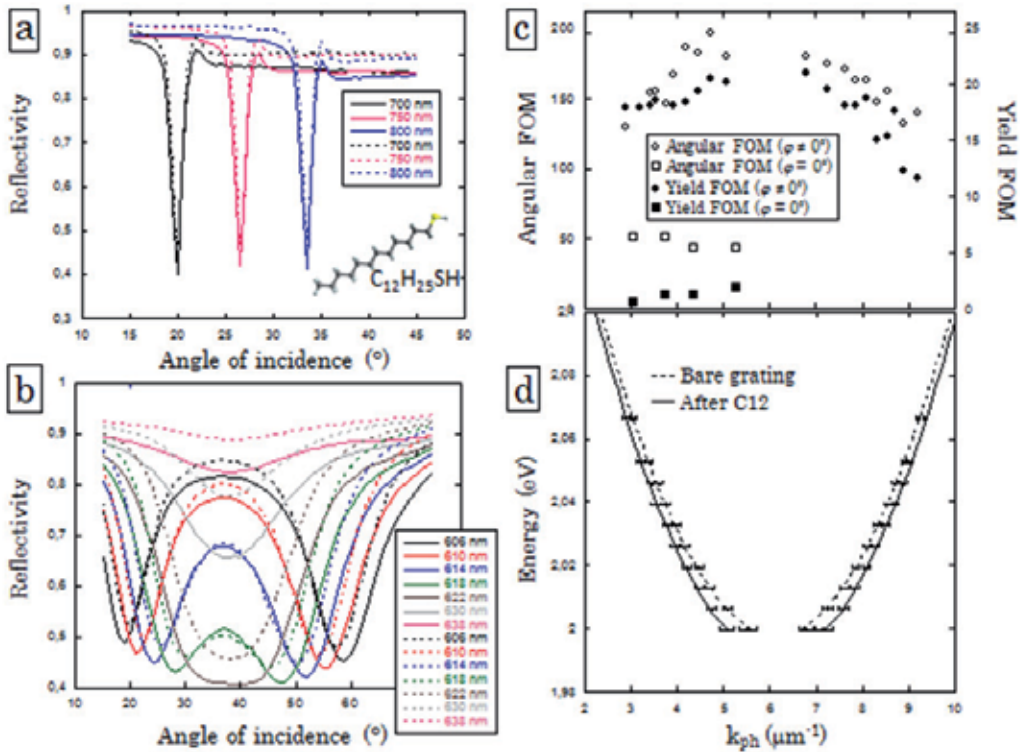 a
Reflectivity
1
0,9
0,8
0,7
0,6
0,5
0,4
0,3
10 15 20 25 30 35 40 45 50
Angle of incidence (°)
700 nm
750 nm
800 nm
700 nm
750 nm
800 nm
C12H25SH
b
Reflectivity
1
0,9
0,8
0,7
0,6
0,5
0,4
10 20 30 40 50 60
Angle of incidence (°)
606 nm
610 nm
614 nm
618 nm
622 nm
630 nm
638 nm
606 nm
610 nm
614 nm
618 nm
622 nm
630 nm
638 nm
c
Angular FOM
200
150
100
50
Yield FOM
25
20
15
10
5
0
Angular FOM (φ ≠ 0°)
Angular FOM (φ = 0°)
Yield FOM (φ ≠ 0°)
Yield FOM (φ = 0°)
d
Energy (eV)
2,08
2,06
2,04
2,02
2
1,98
Bare grating
After C12
2 3 4 5 6 7 8 9 10
kph (μm-1)